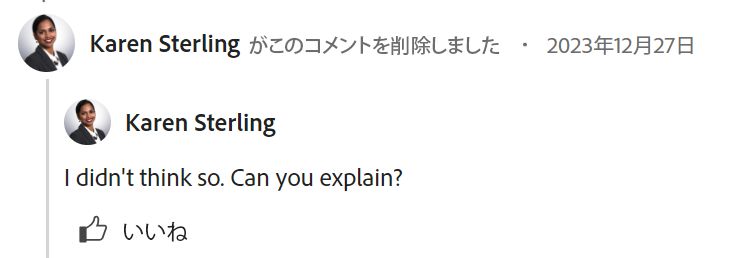 Karen Sterling がこのコメントを削除しました ・ 2023年12月27日
Karen Sterling
I didn't think so. Can you explain?
いいね